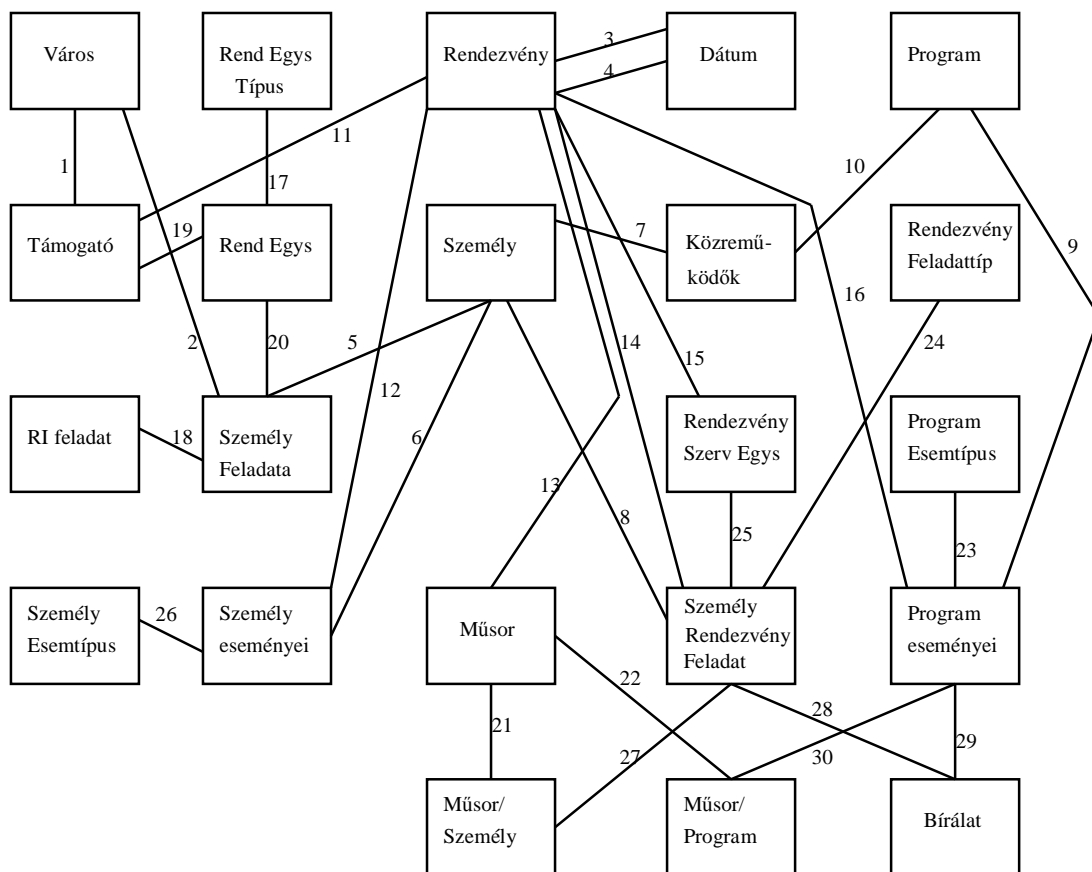 Város
Rend Egys
Típus
Rendezvény
3
4
Dátum
Program
1
11
17
10
Támogató
19
Rend Egys
Személy
7
Közremű-
ködők
Rendezvény
Feladattíp
9
16
2
20
5
14
15
24
12
RI feladat
18
Személy
Feladata
6
Rendezvény
Szerv Egys
Program
Esemtípus
13
8
25
23
Személy
Esemtípus
26
Személy
eseményei
Műsor
Személy
Rendezvény
Feladat
Program
eseményei
22
28
21
27
30
29
Műsor/
Személy
Műsor/
Program
Bírálat